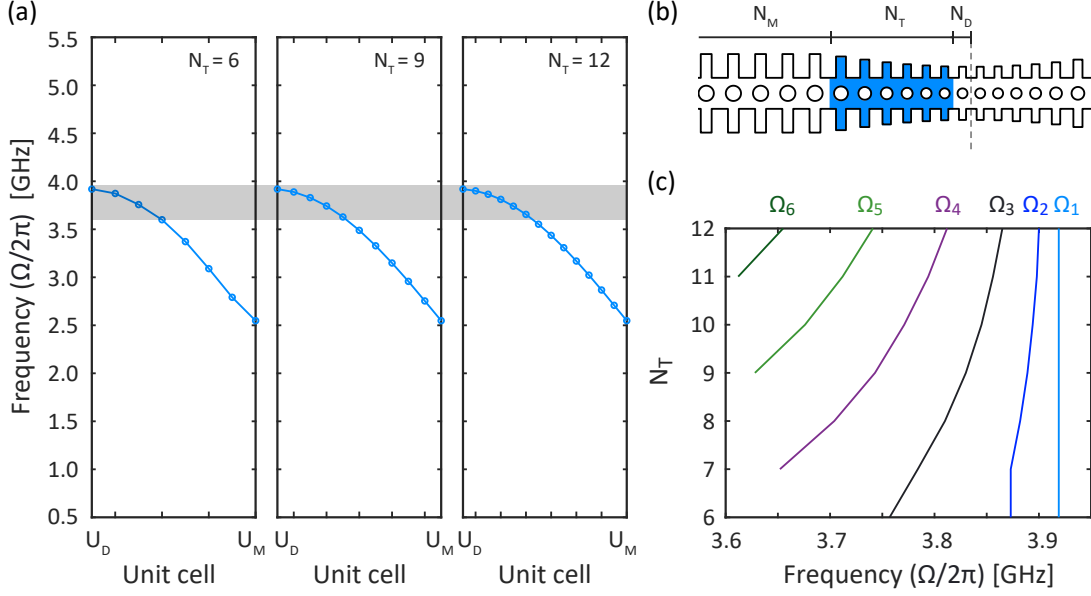 (a)
Frequency (Ω/2π) [GHz]
5.5
5.0
4.5
4.0
3.5
3.0
2.5
2.0
1.5
1.0
0.5
N_T = 6
N_T = 9
N_T = 12
U_D U_M U_D U_M U_D U_M
Unit cell Unit cell Unit cell
(b)
N_M N_T N_D
(c)
Ω₆ Ω₅ Ω₄ Ω₃ Ω₂ Ω₁
N_T
12
11
10
9
8
7
6
3.6 3.7 3.8 3.9
Frequency (Ω/2π) [GHz]